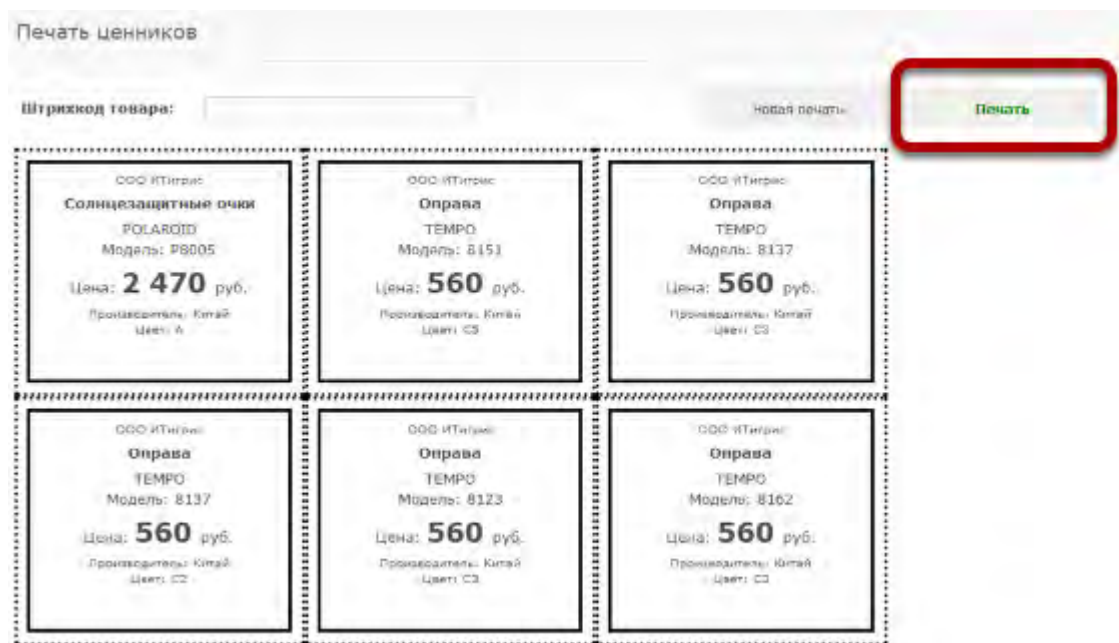 Печать ценников
Штрихкод товара:
Новая печать
Печать
ООО ИТигрис
Солнцезащитные очки
POLAROID
Модель: P8005
Цена: 2 470 руб.
Производитель: Китай
Цвет: A
ООО ИТигрис
Оправа
TEMPO
Модель: 8151
Цена: 560 руб.
Производитель: Китай
Цвет: C5
ООО ИТигрис
Оправа
TEMPO
Модель: 8137
Цена: 560 руб.
Производитель: Китай
Цвет: C3
ООО ИТигрис
Оправа
TEMPO
Модель: 8137
Цена: 560 руб.
Производитель: Китай
Цвет: C2
ООО ИТигрис
Оправа
TEMPO
Модель: 8123
Цена: 560 руб.
Производитель: Китай
Цвет: C3
ООО ИТигрис
Оправа
TEMPO
Модель: 8162
Цена: 560 руб.
Производитель: Китай
Цвет: C3